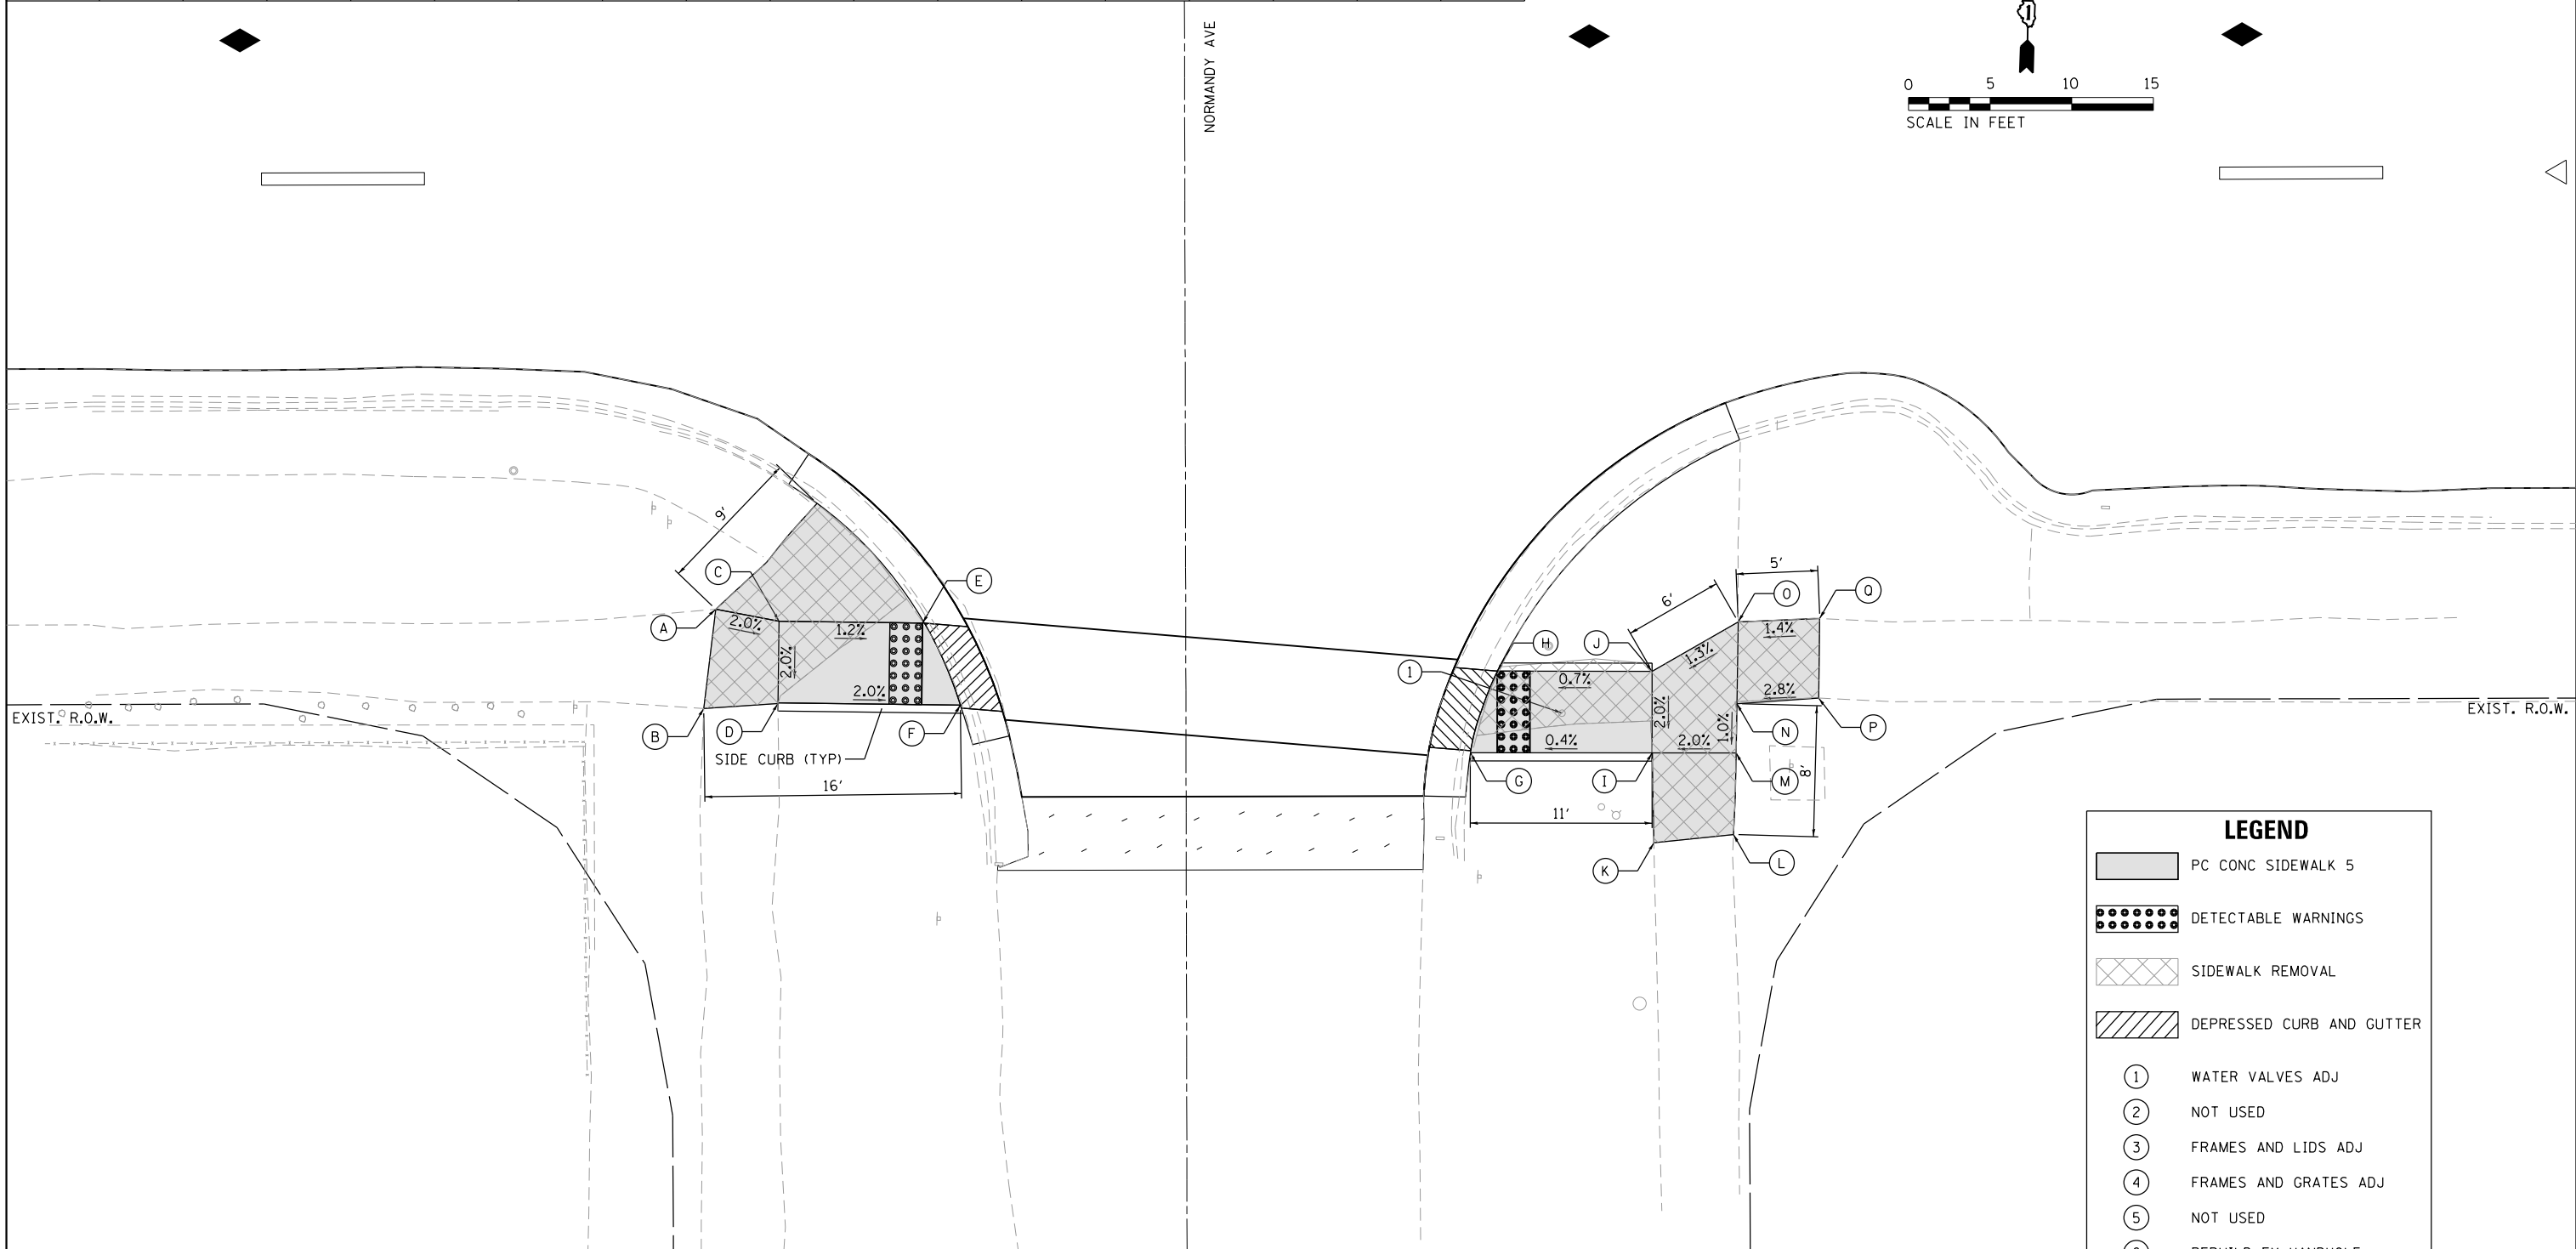 NORMANDY AVE
0 5 10 15
SCALE IN FEET
9'
C
E
A
2.0%
1.2%
2.0%
2.0%
B
D
F
SIDE CURB (TYP)
16'
EXIST. R.O.W.
5'
6'
O
Q
H
J
1
1.4%
1.3%
0.7%
2.8%
2.0%
1.0%
0.4%
2.0%
N
P
G
I
M
8'
11'
K
L
EXIST. R.O.W.
LEGEND
PC CONC SIDEWALK 5
DETECTABLE WARNINGS
SIDEWALK REMOVAL
DEPRESSED CURB AND GUTTER
1 WATER VALVES ADJ
2 NOT USED
3 FRAMES AND LIDS ADJ
4 FRAMES AND GRATES ADJ
5 NOT USED